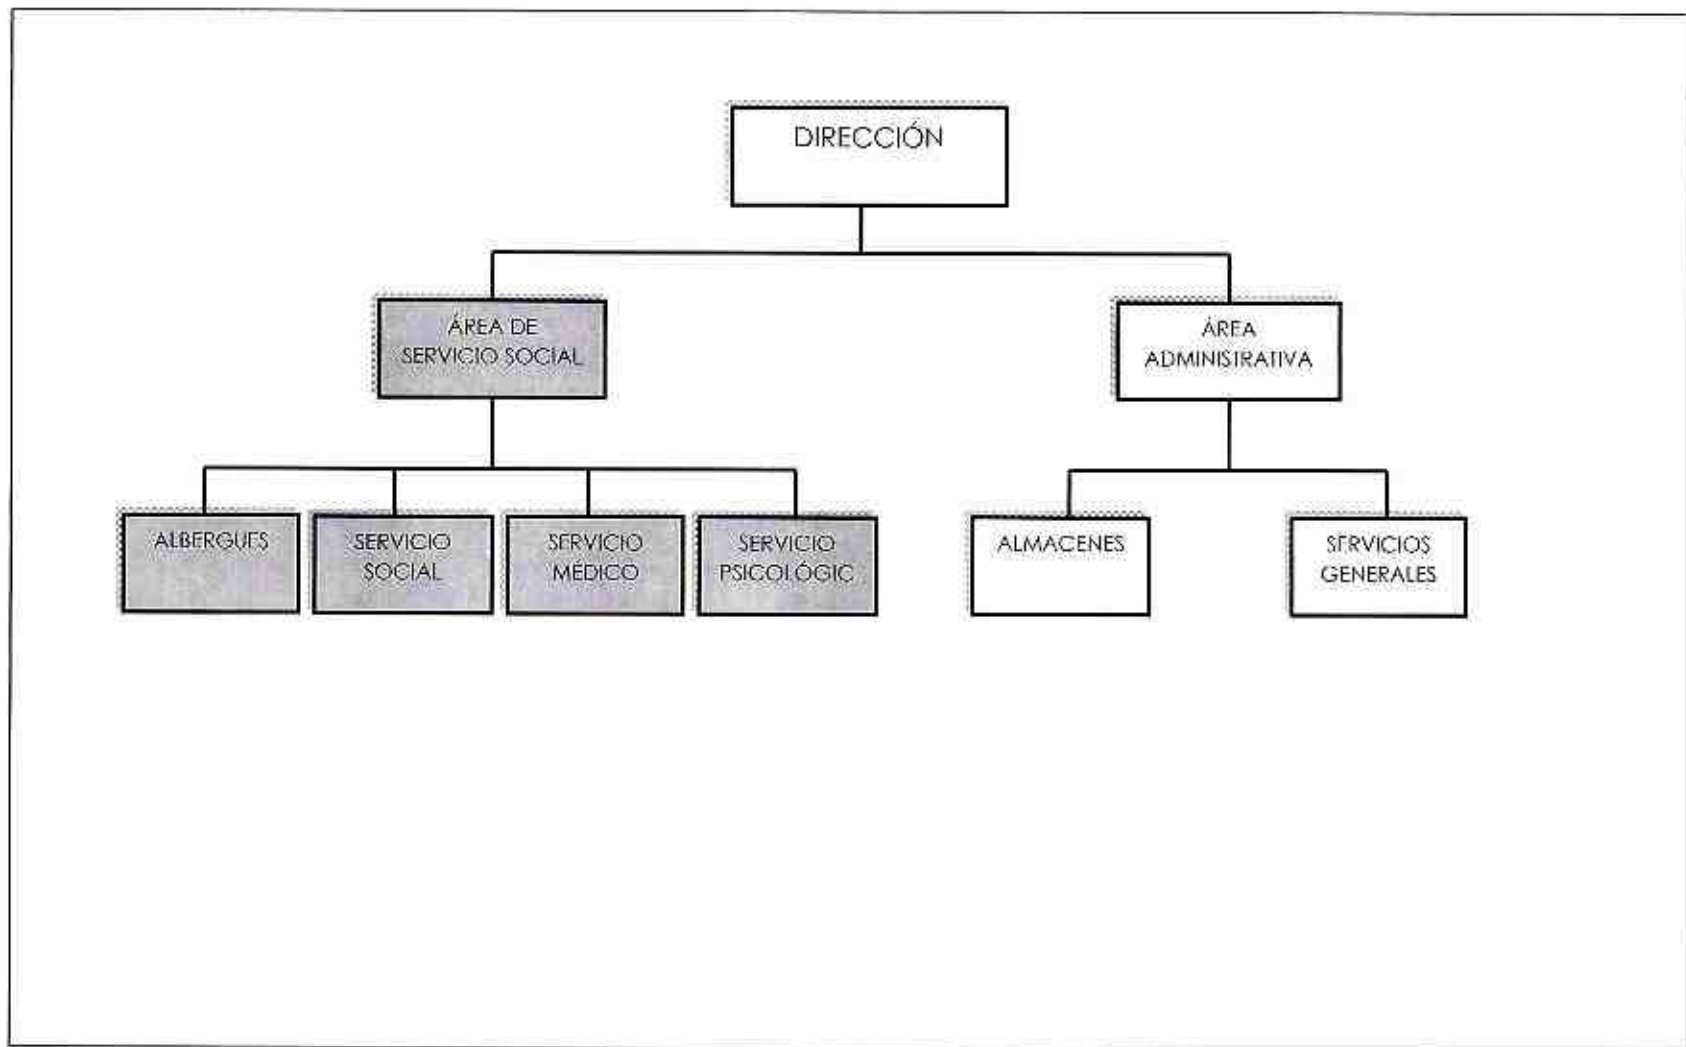 DIRECCIÓN
ÁREA DE
SERVICIO SOCIAL
ÁREA
ADMINISTRATIVA
ALBERGUES
SERVICIO
SOCIAL
SERVICIO
MÉDICO
SERVICIO
PSICOLÓGIC
ALMACENES
SERVICIOS
GENERALES